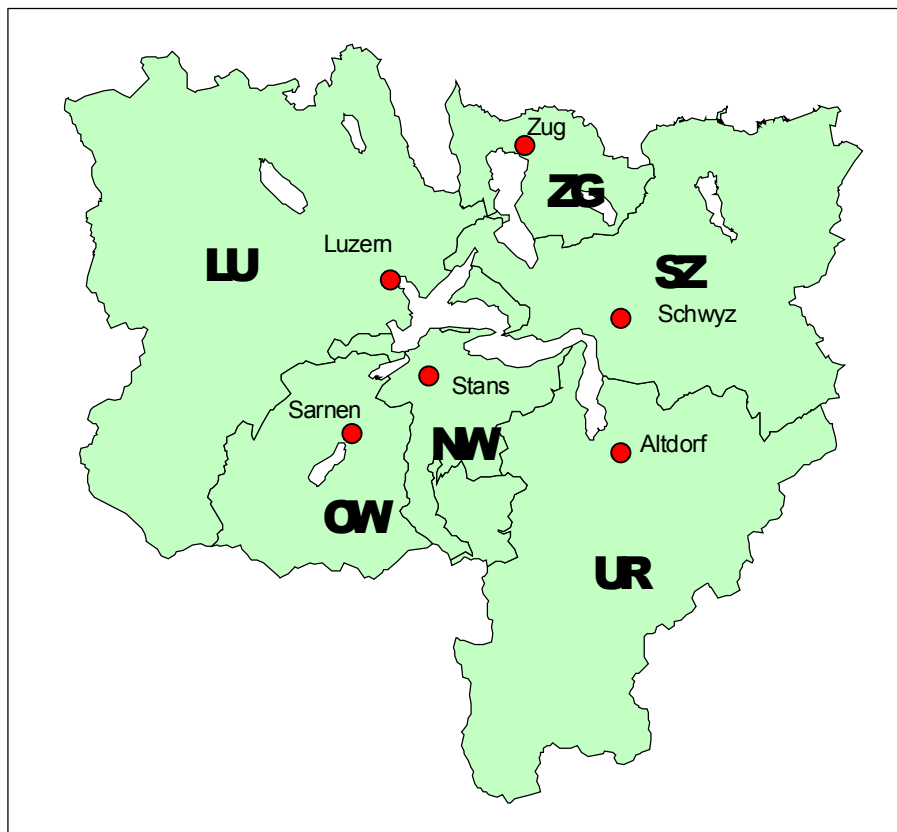 Zug
ZG
Luzern
LU
SZ
Schwyz
Stans
Sarnen
NW
Altdorf
OW
UR